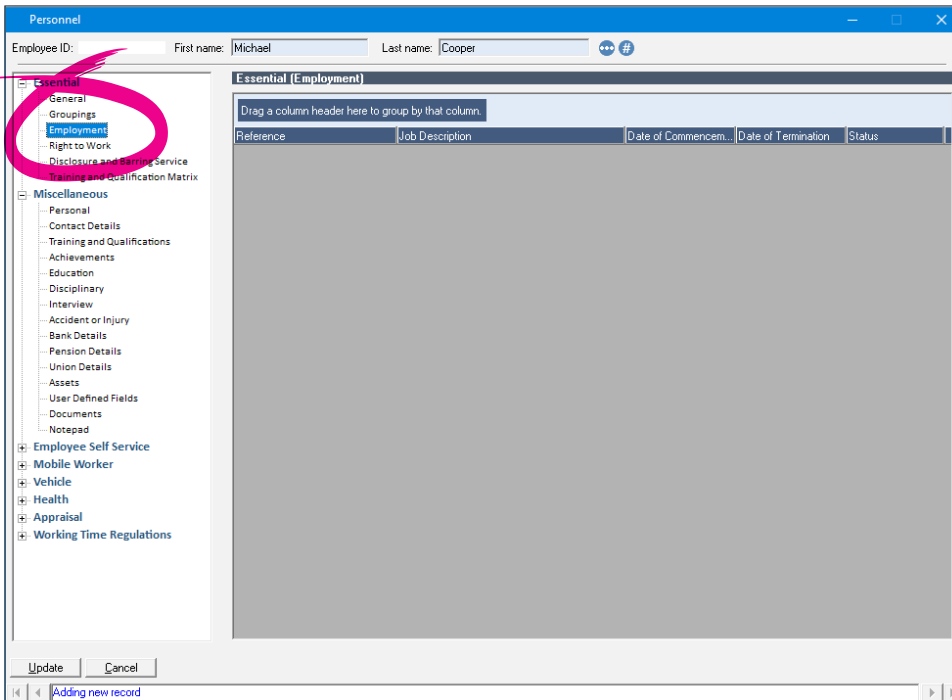 Personnel
Employee ID: First name: Michael Last name: Cooper
Essential
General
Groupings
Employment
Right to Work
Disclosure and Barring Service
Training and Qualification Matrix
Miscellaneous
Personal
Contact Details
Training and Qualifications
Achievements
Education
Disciplinary
Interview
Accident or Injury
Bank Details
Pension Details
Union Details
Assets
User Defined Fields
Documents
Notepad
Employee Self Service
Mobile Worker
Vehicle
Health
Appraisal
Working Time Regulations
Essential (Employment)
Drag a column header here to group by that column.
Reference Job Description Date of Commencem... Date of Termination Status
Update Cancel
Adding new record